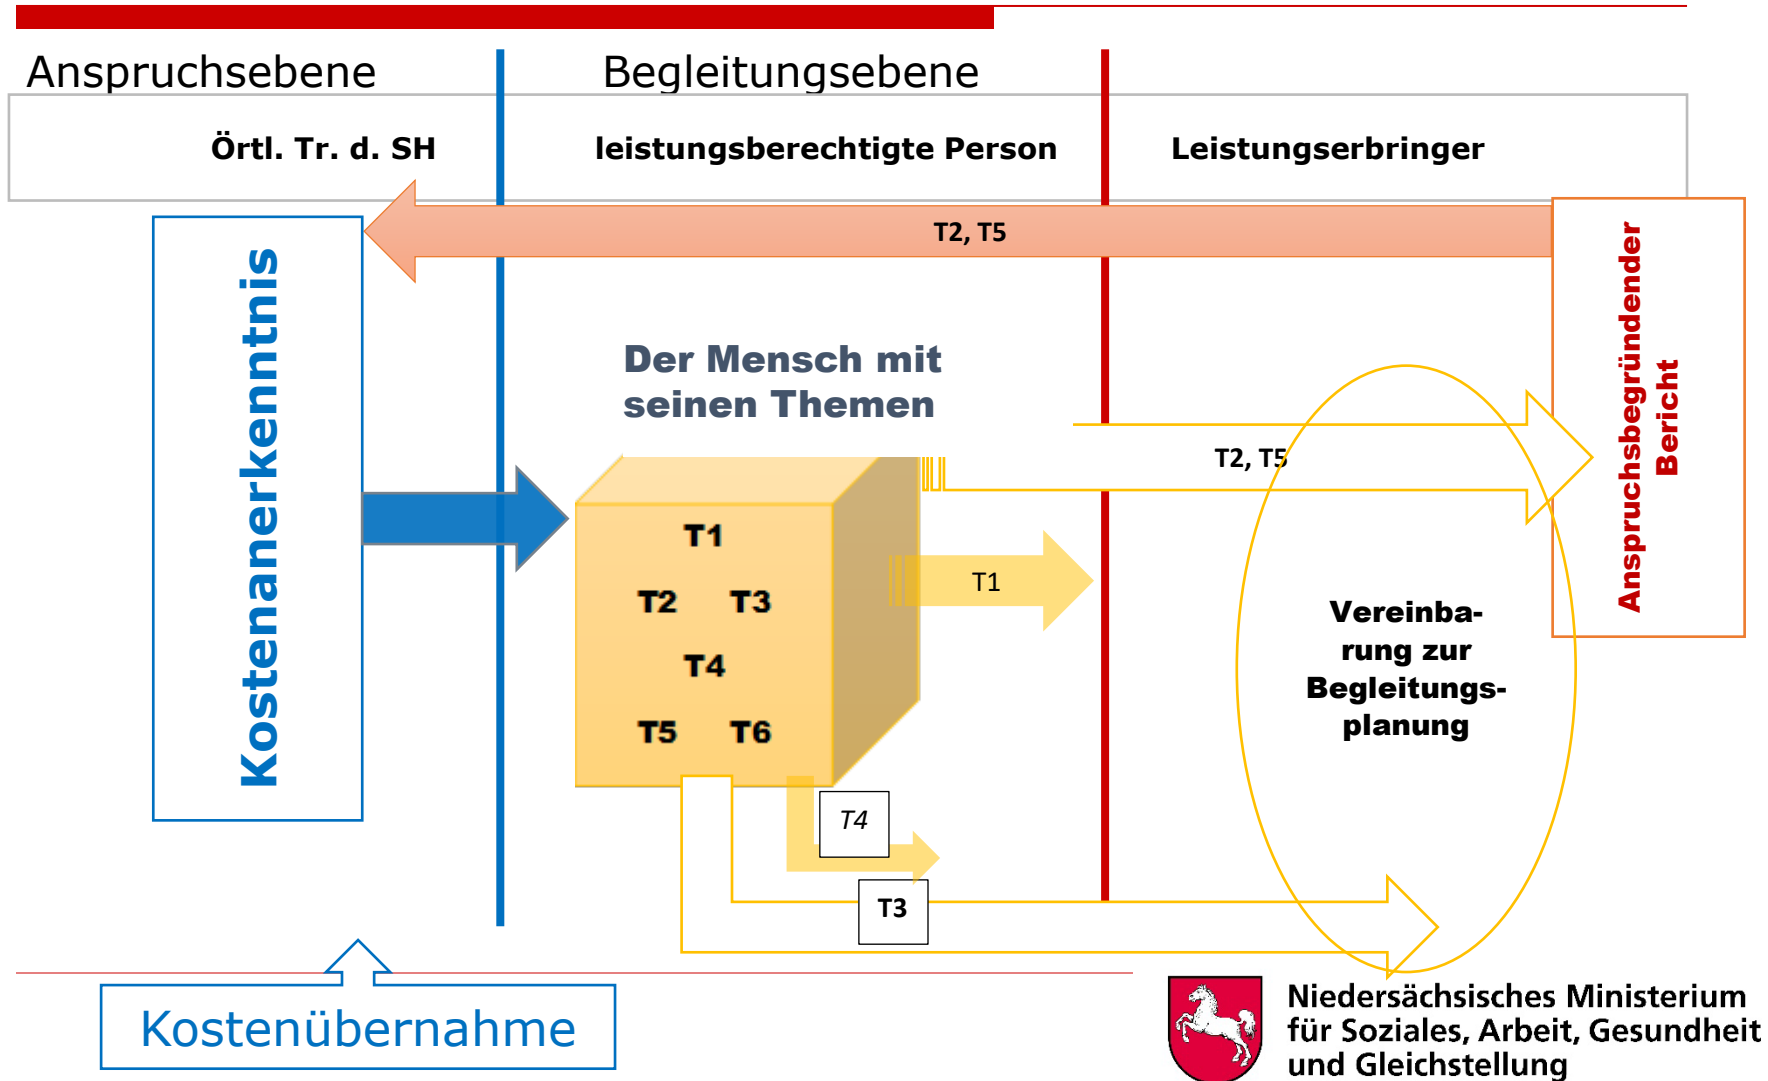 Anspruchsebene
Begleitungsebene
Örtl. Tr. d. SH
leistungsberechtigte Person
Leistungserbringer
T2, T5
Kostenanerkenntnis
Anspruchsbegründender
Bericht
Der Mensch mit
seinen Themen
T2, T5
T1
T2 T3
T4
T5 T6
T1
Vereinba-
rung zur
Begleitungs-
planung
T4
T3
Kostenübernahme
Niedersächsisches Ministerium
für Soziales, Arbeit, Gesundheit
und Gleichstellung